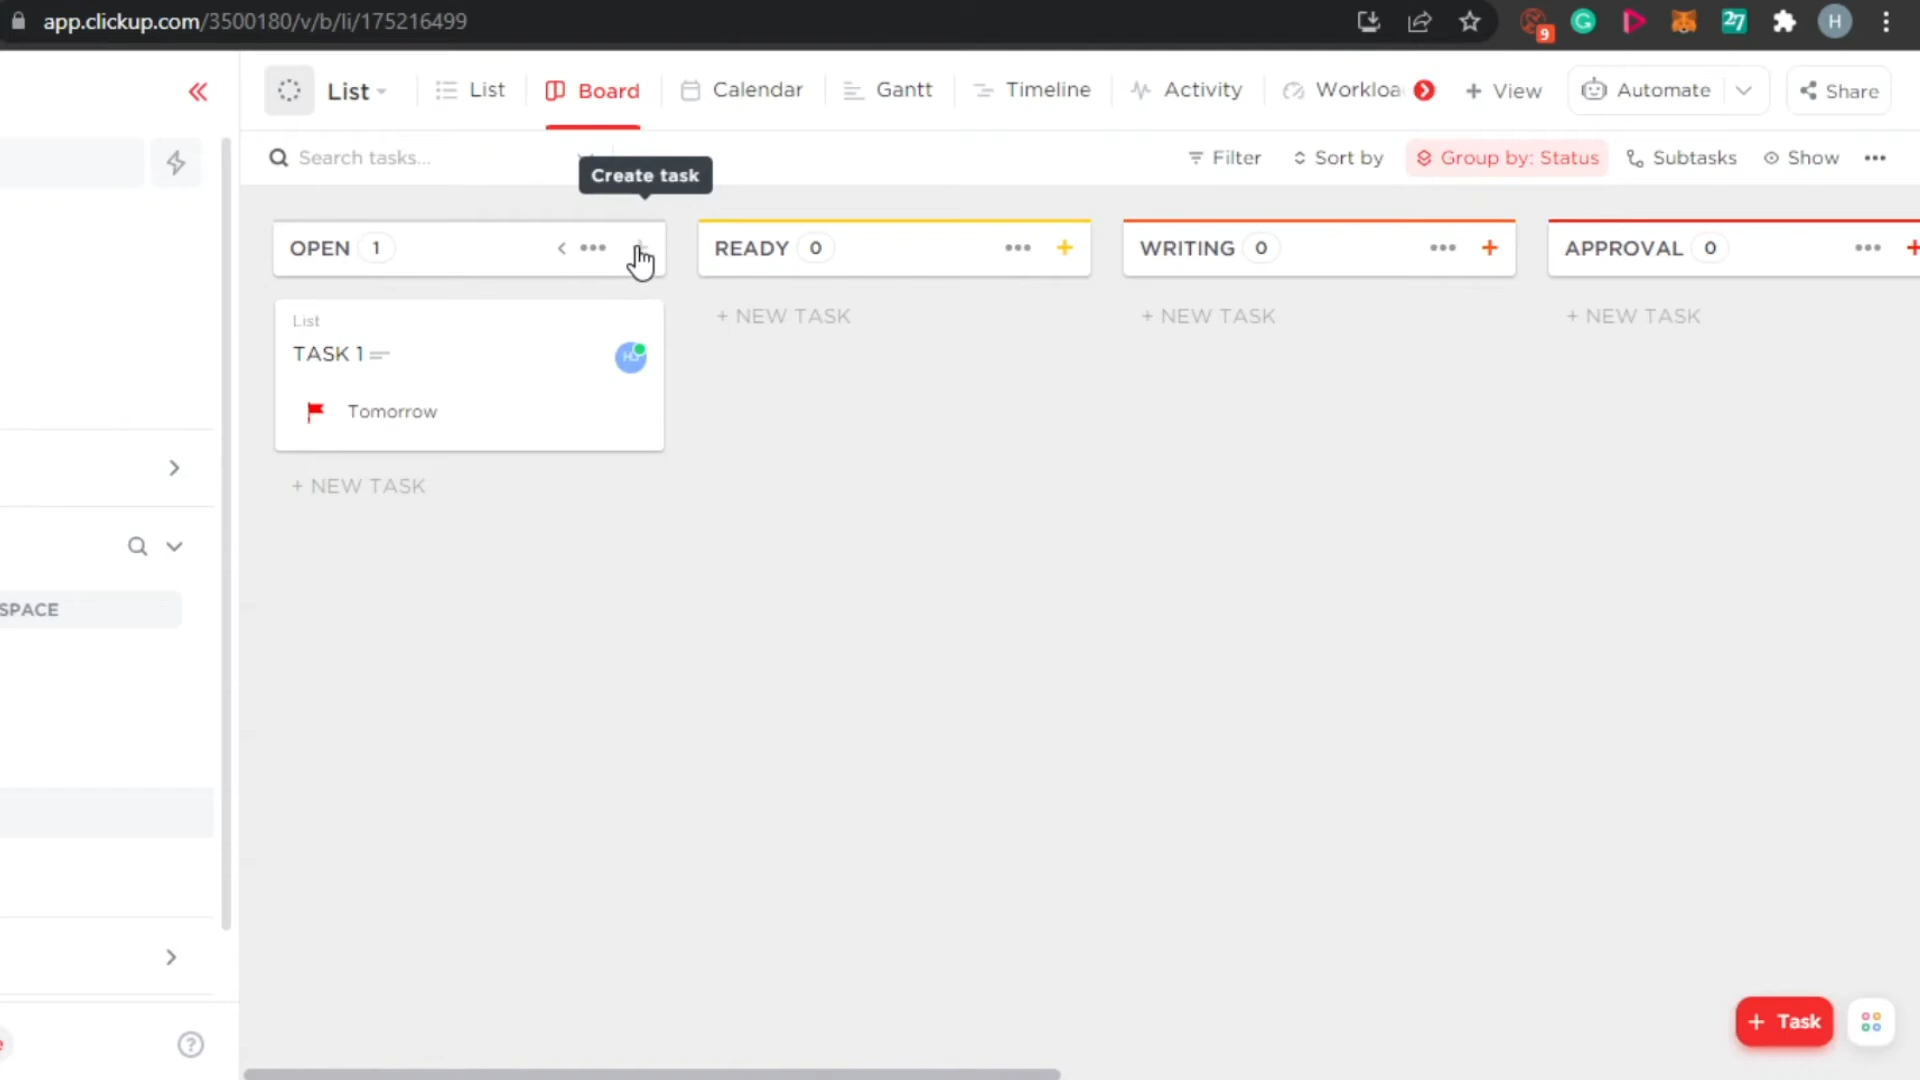 app.clickup.com/3500180/v/b/li/175216499
9
G
27
H
List
List
Board
Calendar
Gantt
Timeline
Activity
Workloa
+ View
Automate
Share
Search tasks...
Create task
Filter
Sort by
Group by: Status
Subtasks
Show
OPEN 1
READY 0
WRITING 0
APPROVAL 0
List
TASK 1
Tomorrow
+ NEW TASK
+ NEW TASK
+ NEW TASK
+ NEW TASK
SPACE
+ Task
?
e